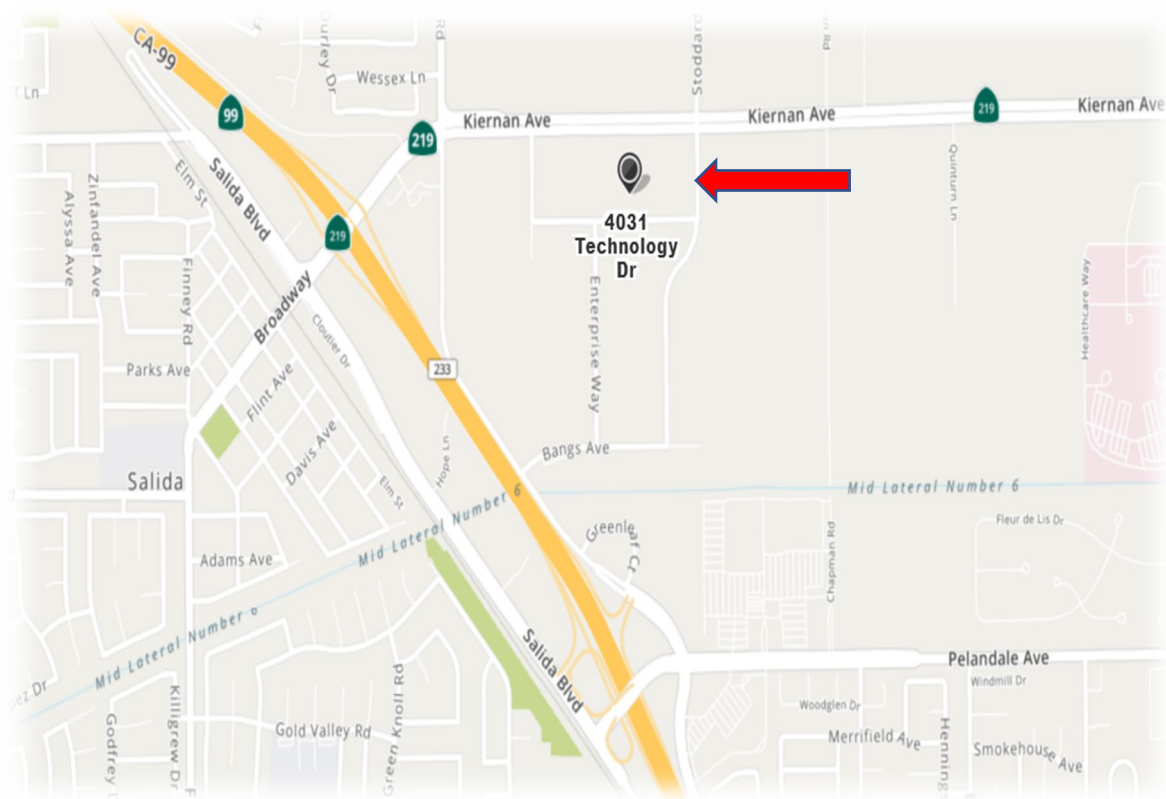 CA-99
99
Wessex Ln
Stoddard
Rd
Kiernan Ave
Kiernan Ave
219
Kiernan Ave
219
Elm St
Salida Blvd
Zinfandel Ave
Alyssa Ave
Quinturn Ln
4031
Technology
Dr
219
Finney Rd
Broadway
Cloutier Dr
Enterprise Way
Healthcare Way
Parks Ave
Flint Ave
233
Davis Ave
Hope Ln
Bangs Ave
Salida
Elm St
Mid Lateral Number 6
Mid Lateral Number 6
Greenleaf Cr
Fleur de Lis Dr
Chapman Rd
Adams Ave
Mid Lateral Number 6
Salida Blvd
Pelandale Ave
Windmill Dr
Killigrew Dr
Godfrey
Gold Valley Rd
Green Knoll Rd
Woodglen Dr
Merrifield Ave
Hennings
Smokehouse Ave